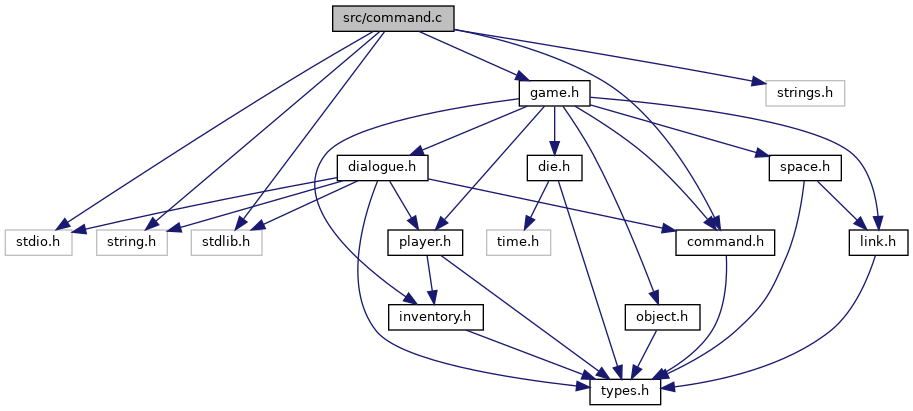 src/command.c
game.h
strings.h
dialogue.h
die.h
space.h
stdio.h
string.h
stdlib.h
player.h
time.h
command.h
link.h
inventory.h
object.h
types.h